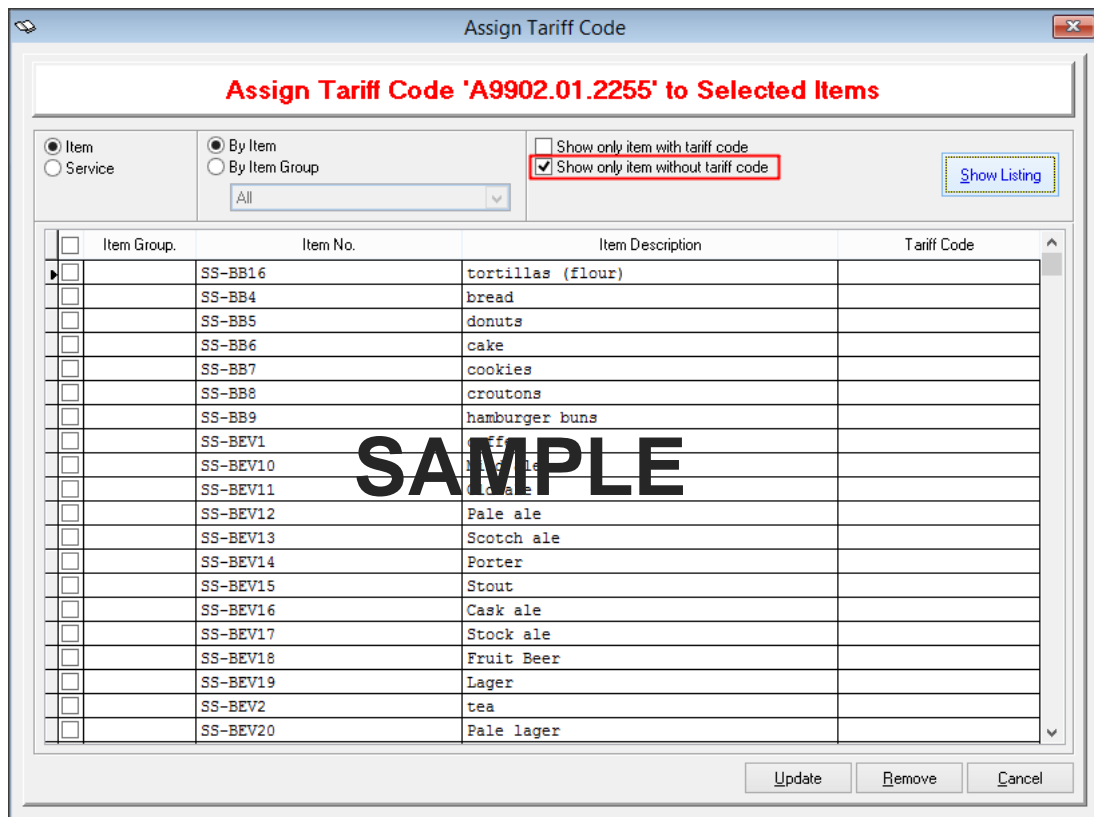 Assign Tariff Code
Assign Tariff Code 'A9902.01.2255' to Selected Items
Item
Service
By Item
By Item Group
All
Show only item with tariff code
Show only item without tariff code
Show Listing
Item Group. Item No. Item Description Tariff Code
SS-BB16 tortillas (flour)
SS-BB4 bread
SS-BB5 donuts
SS-BB6 cake
SS-BB7 cookies
SS-BB8 croutons
SS-BB9 hamburger buns
SS-BEV1
SS-BEV10
SS-BEV11
SAMPLE
SS-BEV12 Pale ale
SS-BEV13 Scotch ale
SS-BEV14 Porter
SS-BEV15 Stout
SS-BEV16 Cask ale
SS-BEV17 Stock ale
SS-BEV18 Fruit Beer
SS-BEV19 Lager
SS-BEV2 tea
SS-BEV20 Pale lager
Update Remove Cancel